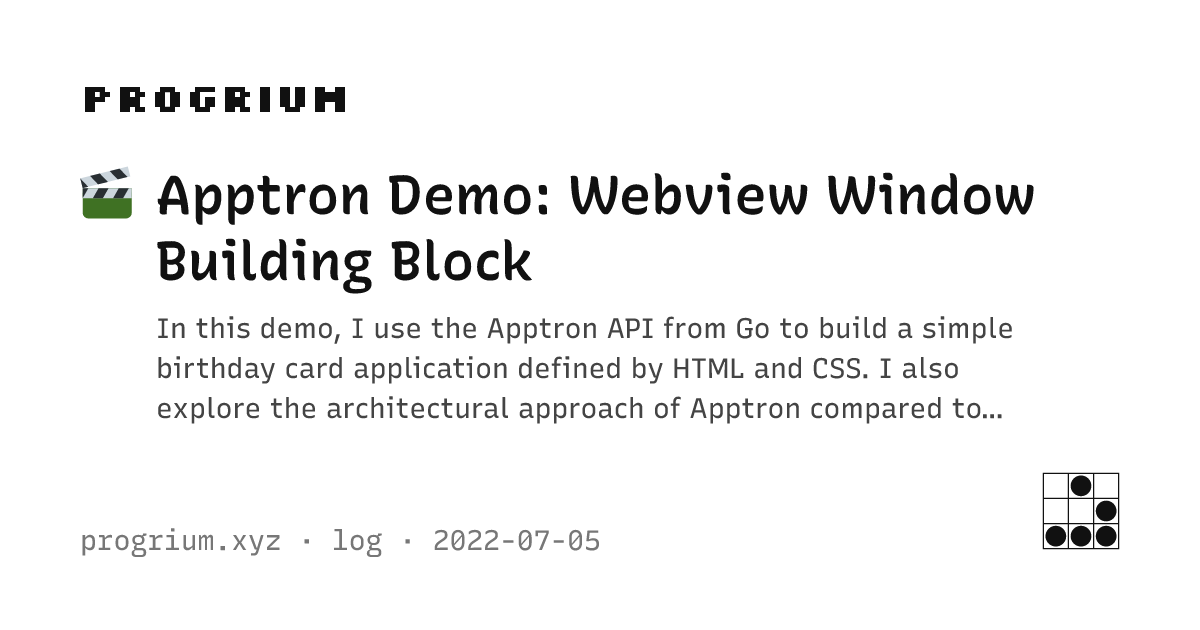 PROGRIUM
Apptron Demo: Webview Window
Building Block
In this demo, I use the Apptron API from Go to build a simple
birthday card application defined by HTML and CSS. I also
explore the architectural approach of Apptron compared to...
progrium.xyz · log · 2022-07-05